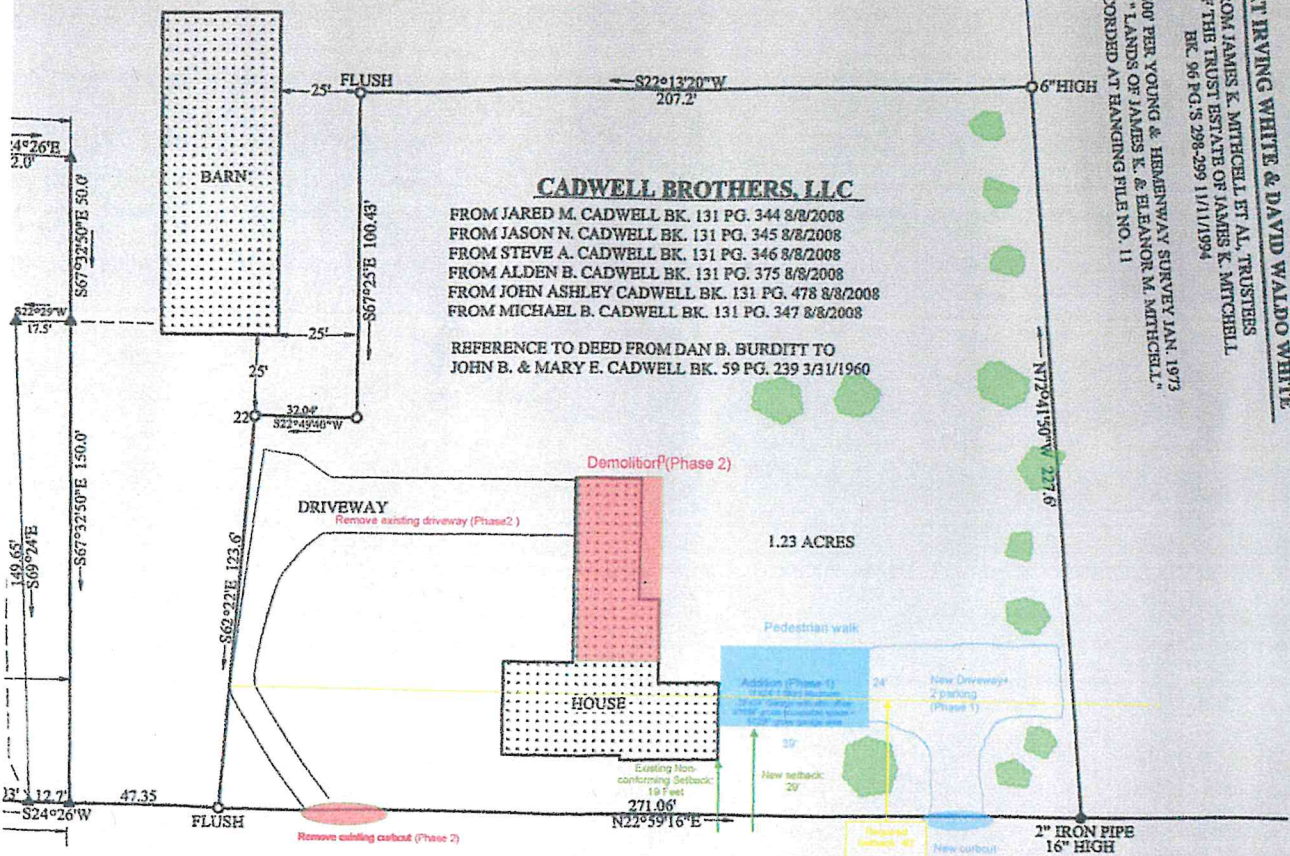 T IRVING WHITE & DAVID WALDO WHITE
ROM JAMES K. MITHCELL ET AL, TRUSTEES
F THE TRUST ESTATE OF JAMES K. MITCHELL
BK. 96 PG.'S 298-299 11/11/1994
00' PER YOUNG & HEMENWAY SURVEY JAN. 1973
" LANDS OF JAMES K. & ELEANOR M. MITHCELL"
CORDED AT HANGING FILE NO. 11
25'
FLUSH
S22°13'20"W
207.2'
6"HIGH
4°26'E
2.0'
S67°32'50"E 50.0'
BARN
S67°25'E 100.43'
CADWELL BROTHERS, LLC
FROM JARED M. CADWELL BK. 131 PG. 344 8/8/2008
FROM JASON N. CADWELL BK. 131 PG. 345 8/8/2008
FROM STEVE A. CADWELL BK. 131 PG. 346 8/8/2008
FROM ALDEN B. CADWELL BK. 131 PG. 375 8/8/2008
FROM JOHN ASHLEY CADWELL BK. 131 PG. 478 8/8/2008
FROM MICHAEL B. CADWELL BK. 131 PG. 347 8/8/2008
REFERENCE TO DEED FROM DAN B. BURDITT TO
JOHN B. & MARY E. CADWELL BK. 59 PG. 239 3/31/1960
S22°29"W
17.5'
25'
25'
22
32.04'
S22°49'40"W
N72°41'50"W 227.6'
Demolition (Phase 2)
DRIVEWAY
Remove existing driveway (Phase2 )
1.23 ACRES
149.65'
S69°24'E
S67°32'50"E 150.0'
S62°22'E 123.6'
Pedestrian walk
Addition (Phase 1)
24'
New Driveway+
2 parking
(Phase 1)
HOUSE
39'
Existing Non-
conforming Setback:
19 Feet
New setback:
29'
12.7'
S24°26'W
47.35
FLUSH
271.06'
N22°59'16"E
Remove existing curbcut (Phase 2)
New curbcut
2" IRON PIPE
16" HIGH